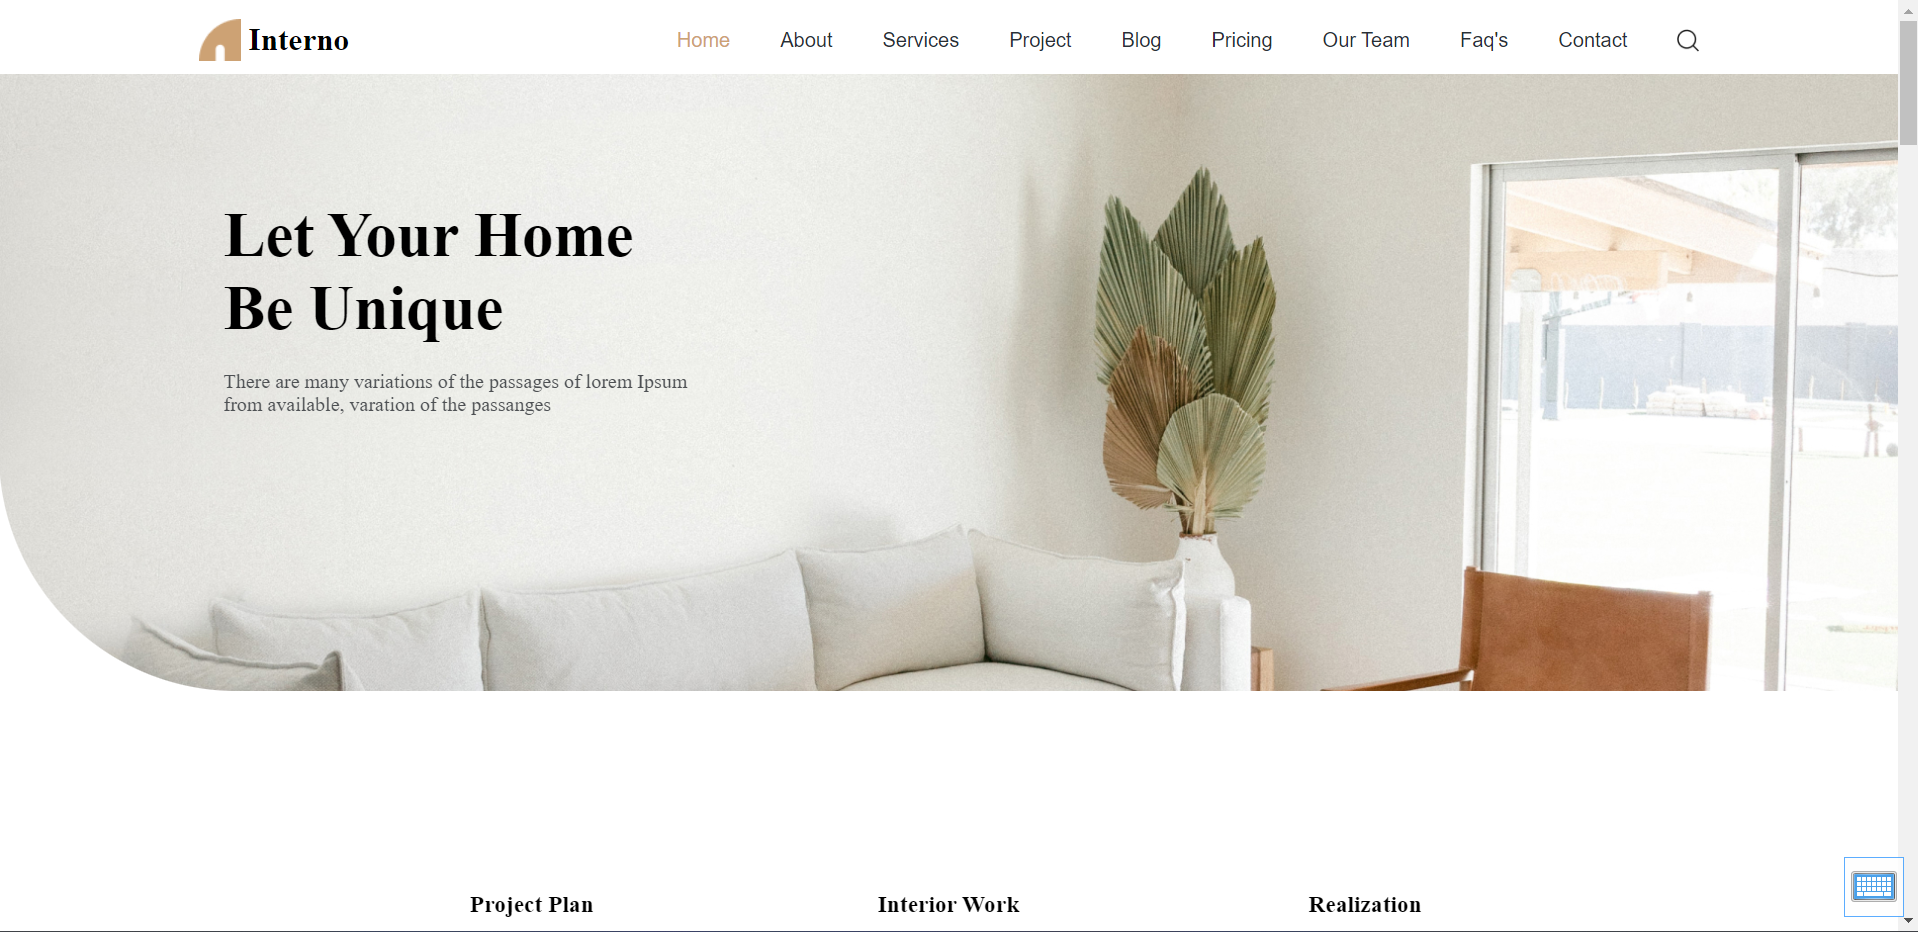 Interno
Home About Services Project Blog Pricing Our Team Faq's Contact
Let Your Home
Be Unique
There are many variations of the passages of lorem Ipsum
from available, varation of the passanges
Project Plan Interior Work Realization